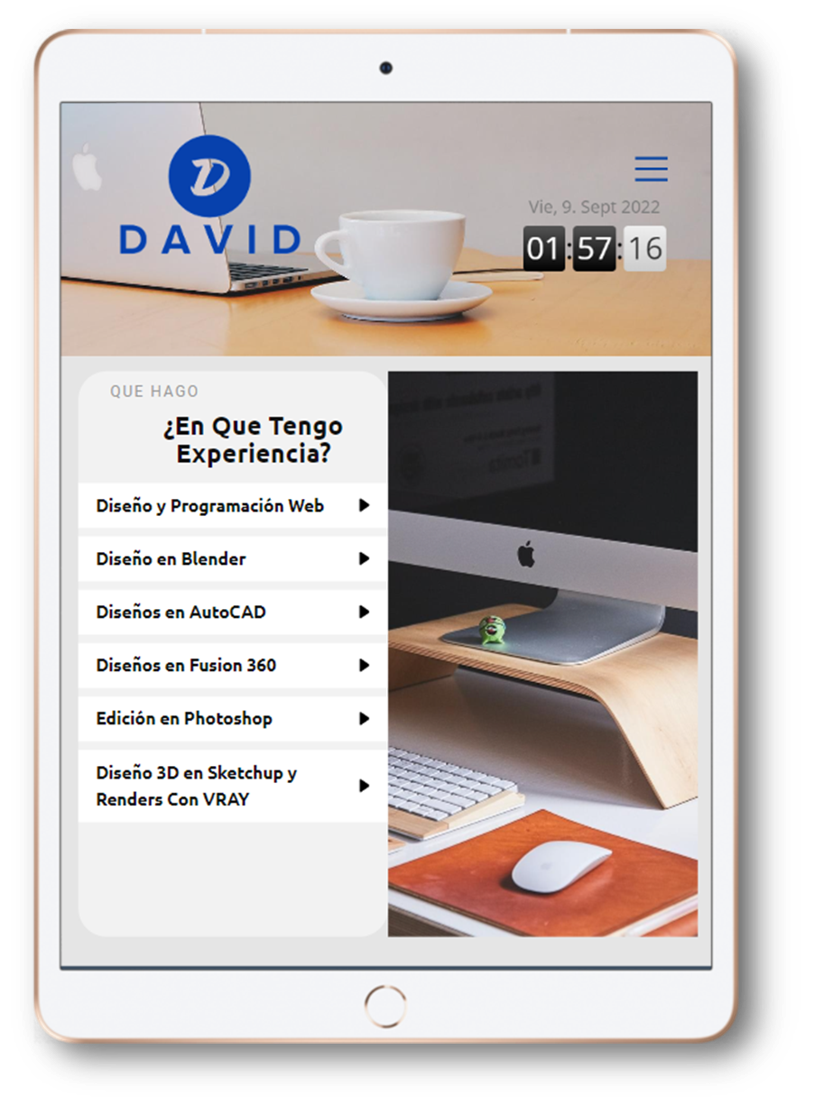 D
DAVID
Vie, 9. Sept 2022
01:57:16
QUE HAGO
¿En Que Tengo
Experiencia?
Diseño y Programación Web
Diseño en Blender
Diseños en AutoCAD
Diseños en Fusion 360
Edición en Photoshop
Diseño 3D en Sketchup y
Renders Con VRAY